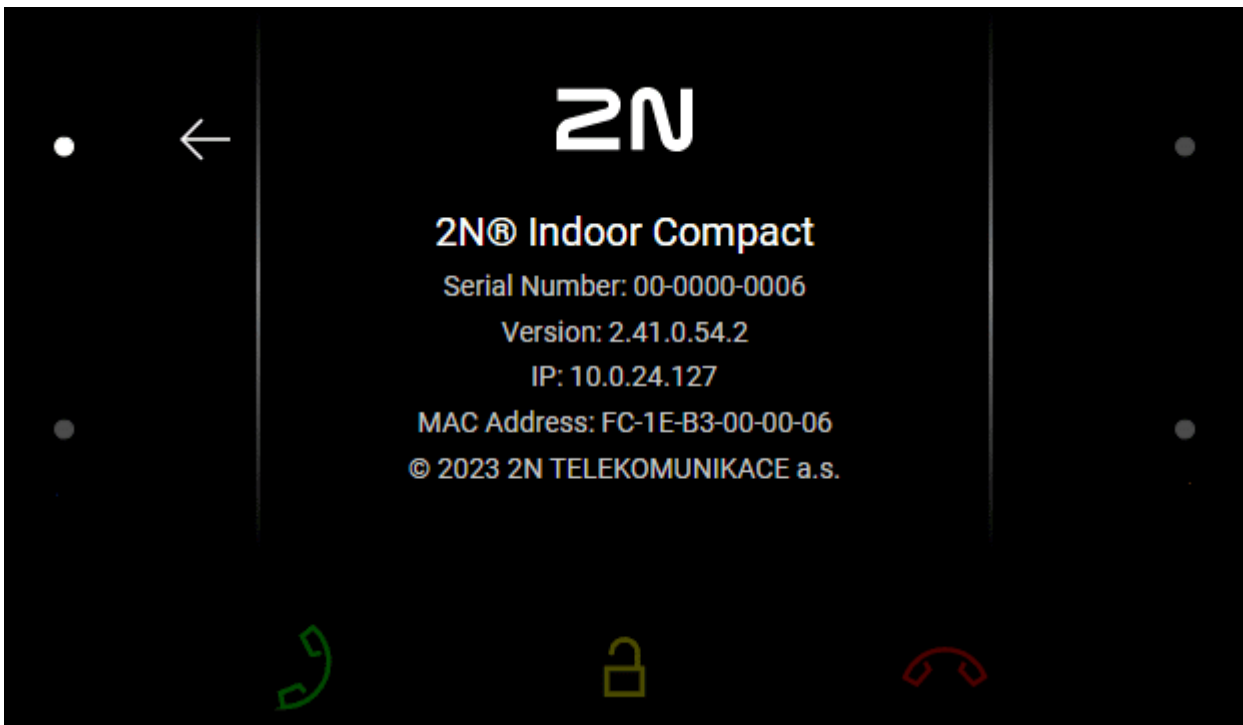 2N
2N® Indoor Compact
Serial Number: 00-0000-0006
Version: 2.41.0.54.2
IP: 10.0.24.127
MAC Address: FC-1E-B3-00-00-06
© 2023 2N TELEKOMUNIKACE a.s.